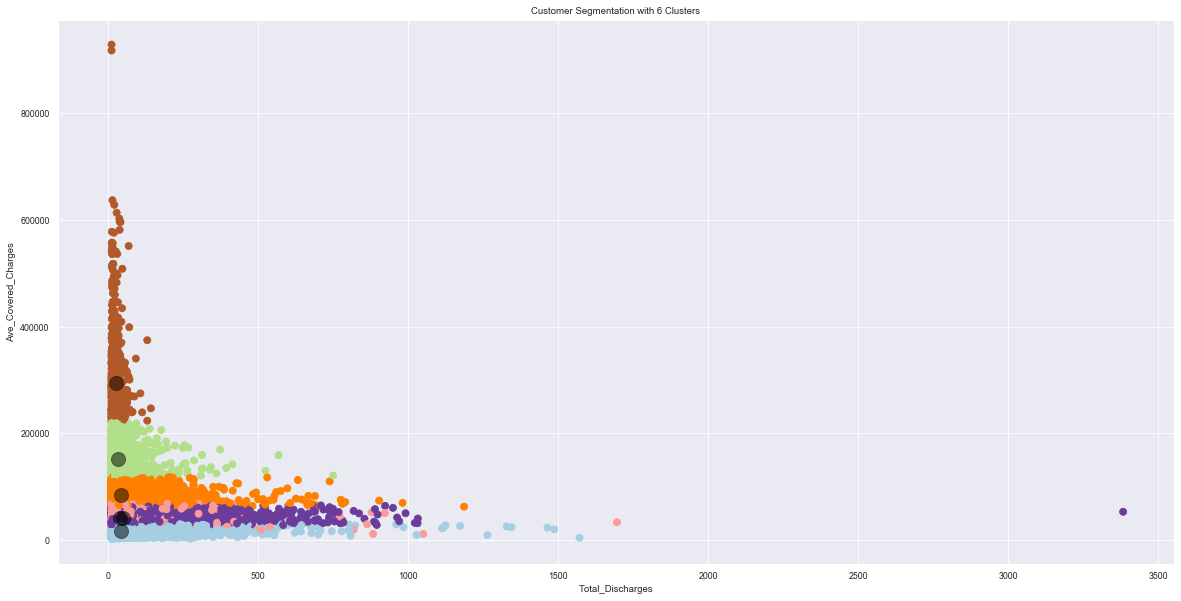 Customer Segmentation with 6 Clusters
Ave_Covered_Charges
800000
600000
400000
200000
0
0 500 1000 1500 2000 2500 3000 3500
Total_Discharges